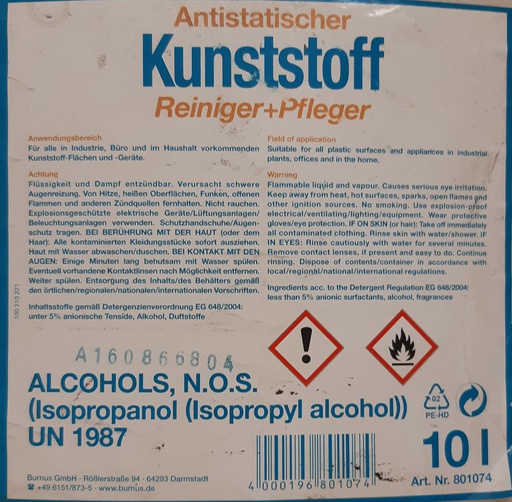 Antistatischer
Kunststoff
Reiniger+Pfleger
Anwendungsbereich
Für alle in Industrie, Büro und im Haushalt vorkommenden
Kunststoff-Flächen und -Geräte.
Achtung
Flüssigkeit und Dampf entzündbar. Verursacht schwere
Augenreizung. Von Hitze, heißen Oberflächen, Funken, offenen
Flammen und anderen Zündquellen fernhalten. Nicht rauchen.
Explosionsgeschützte elektrische Geräte/Lüftungsanlagen/
Beleuchtungsanlagen verwenden. Schutzhandschuhe/Augen-
schutz tragen. BEI BERÜHRUNG MIT DER HAUT (oder dem
Haar): Alle kontaminierten Kleidungsstücke sofort ausziehen.
Haut mit Wasser abwaschen/duschen. BEI KONTAKT MIT DEN
AUGEN: Einige Minuten lang behutsam mit Wasser spülen.
Eventuell vorhandene Kontaktlinsen nach Möglichkeit entfernen.
Weiter spülen. Entsorgung des Inhalts/des Behälters gemäß
den örtlichen/regionalen/nationalen/internationalen Vorschriften.
Inhaltsstoffe gemäß Detergenzienverordnung EG 648/2004:
unter 5% anionische Tenside, Alkohol, Duftstoffe
Field of application
Suitable for all plastic surfaces and appliances in industrial
plants, offices and in the home.
Warning
Flammable liquid and vapour. Causes serious eye irritation.
Keep away from heat, hot surfaces, sparks, open flames and
other ignition sources. No smoking. Use explosion-proof
electrical/ventilating/lighting/equipment. Wear protective
gloves/eye protection. IF ON SKIN (or hair): Take off immediately
all contaminated clothing. Rinse skin with water/shower. IF
IN EYES: Rinse cautiously with water for several minutes.
Remove contact lenses, if present and easy to do. Continue
rinsing. Dispose of contents/container in accordance with
local/regional/national/international regulations.
Ingredients acc. to the Detergent Regulation EG 648/2004:
less than 5% anionic surfactants, alcohol, fragrances
100 210 221
A160866804
ALCOHOLS, N.O.S.
(Isopropanol (Isopropyl alcohol))
UN 1987
02
PE-HD
10 l
Burnus GmbH · Rößlerstraße 94 · 64293 Darmstadt
☎ +49 6151/873-5 · www.burnus.de
4 000196 801074
Art. Nr. 801074